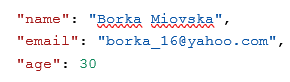 "name": "Borka Miovska",
"email": "borka_16@yahoo.com",
"age": 30